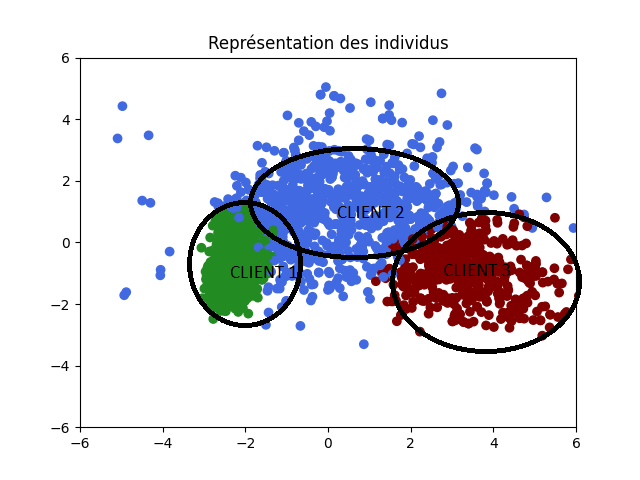 Représentation des individus
6
4
2
0
−2
−4
−6
CLIENT 2
CLIENT 1
CLIENT 3
−6 −4 −2 0 2 4 6